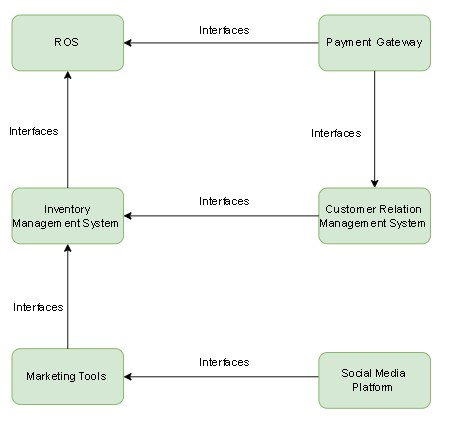 Interfaces
ROS
Payment Gateway
Interfaces
Interfaces
Inventory
Management System
Interfaces
Customer Relation
Management System
Interfaces
Interfaces
Marketing Tools
Social Media
Platform